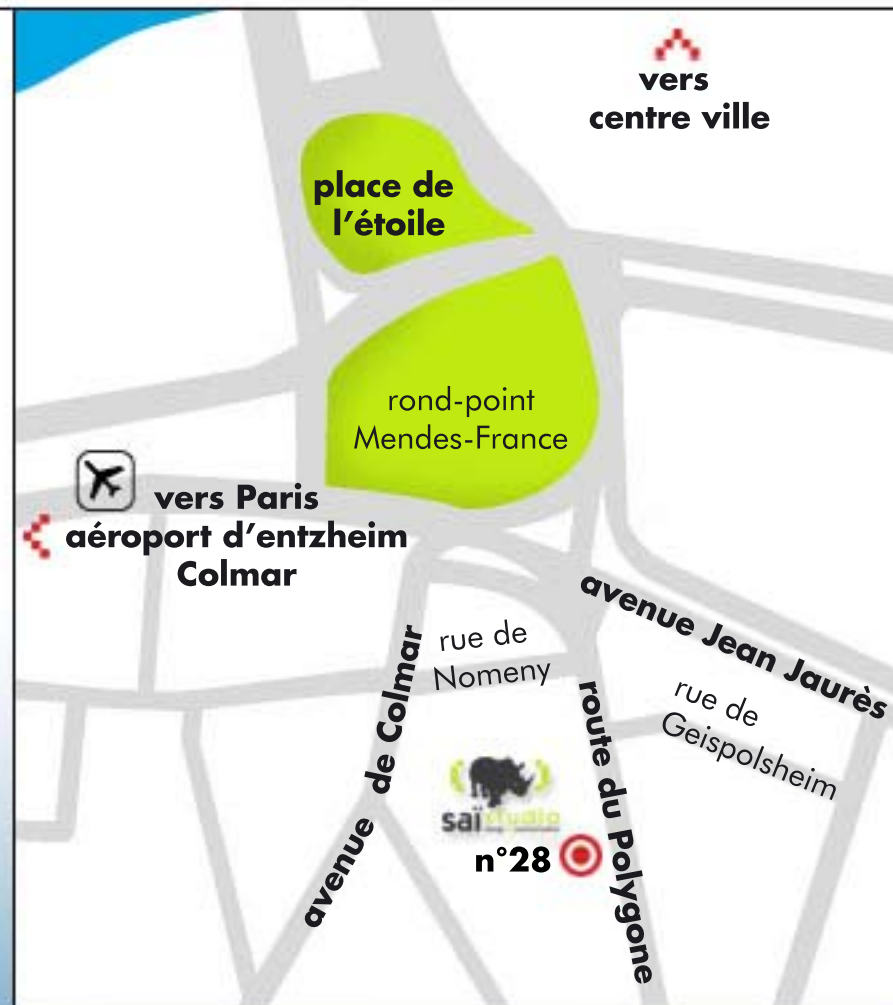 vers
centre ville
place de
l’étoile
rond-point
Mendes-France
vers Paris
aéroport d’entzheim
Colmar
avenue Jean Jaurès
rue de
Nomeny
avenue de Colmar
rue de
Geispolsheim
route du Polygone
saï studio
n°28